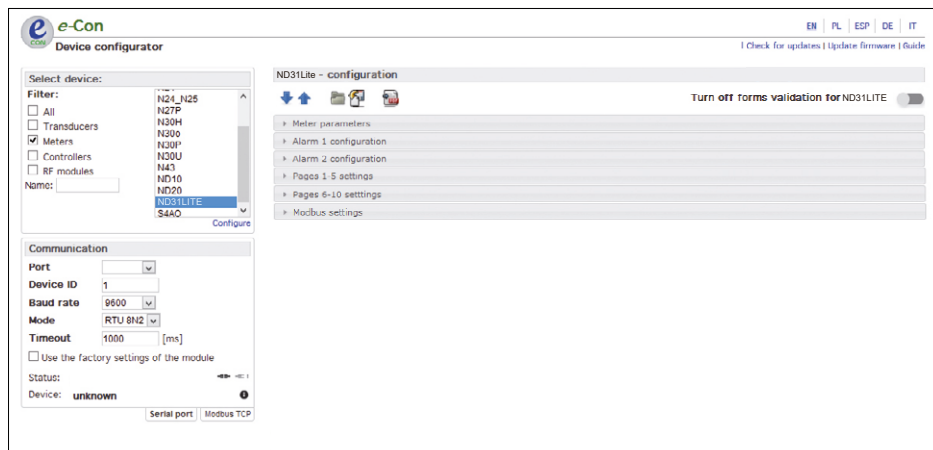 e
CON
e-Con
Device configurator
EN PL ESP DE IT
| Check for updates | Update firmware | Guide
Select device:
Filter:
All
Transducers
Meters
Controllers
RF modules
Name:
N24_N25
N27P
N30H
N30o
N30P
N30U
N43
ND10
ND20
ND31LITE
S4AO
Configure
Communication
Port
Device ID 1
Baud rate 9600
Mode RTU 8N2
Timeout 1000 [ms]
Use the factory settings of the module
Status:
Device: unknown
Serial port Modbus TCP
ND31Lite - configuration
Turn off forms validation for ND31LITE
Meter parameters
Alarm 1 configuration
Alarm 2 configuration
Pages 1-5 settings
Pages 6-10 setttings
Modbus settings